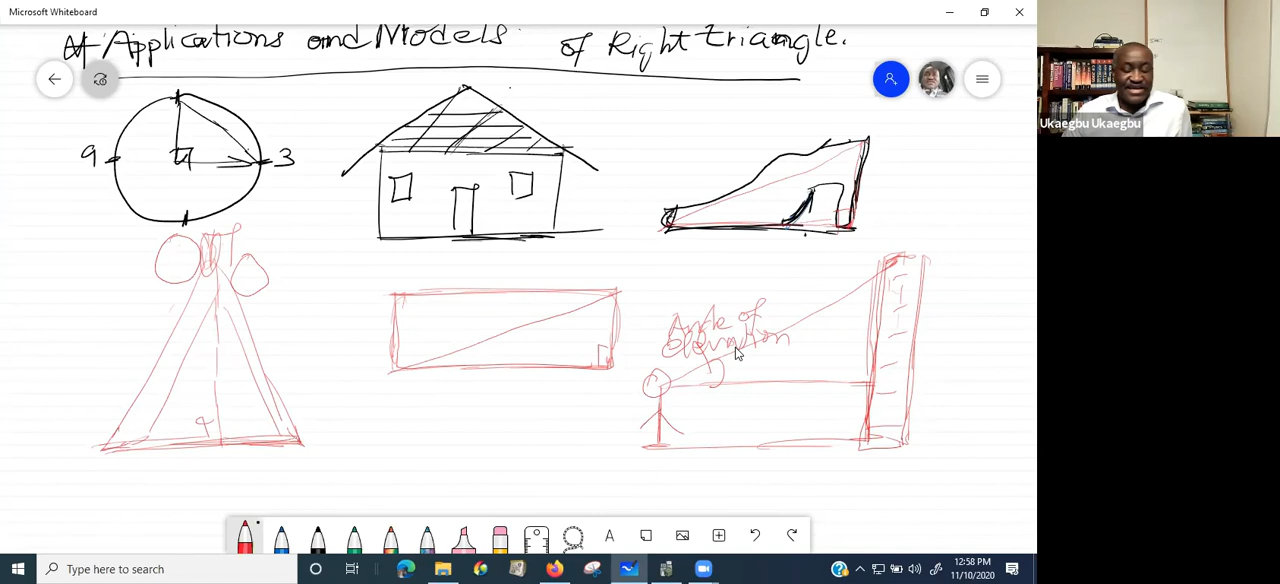 Microsoft Whiteboard
Applications and Models of Right triangle.
9
3
Ukaegbu Ukaegbu
Angle of
elevation
A
Type here to search
12:58 PM
11/10/2020